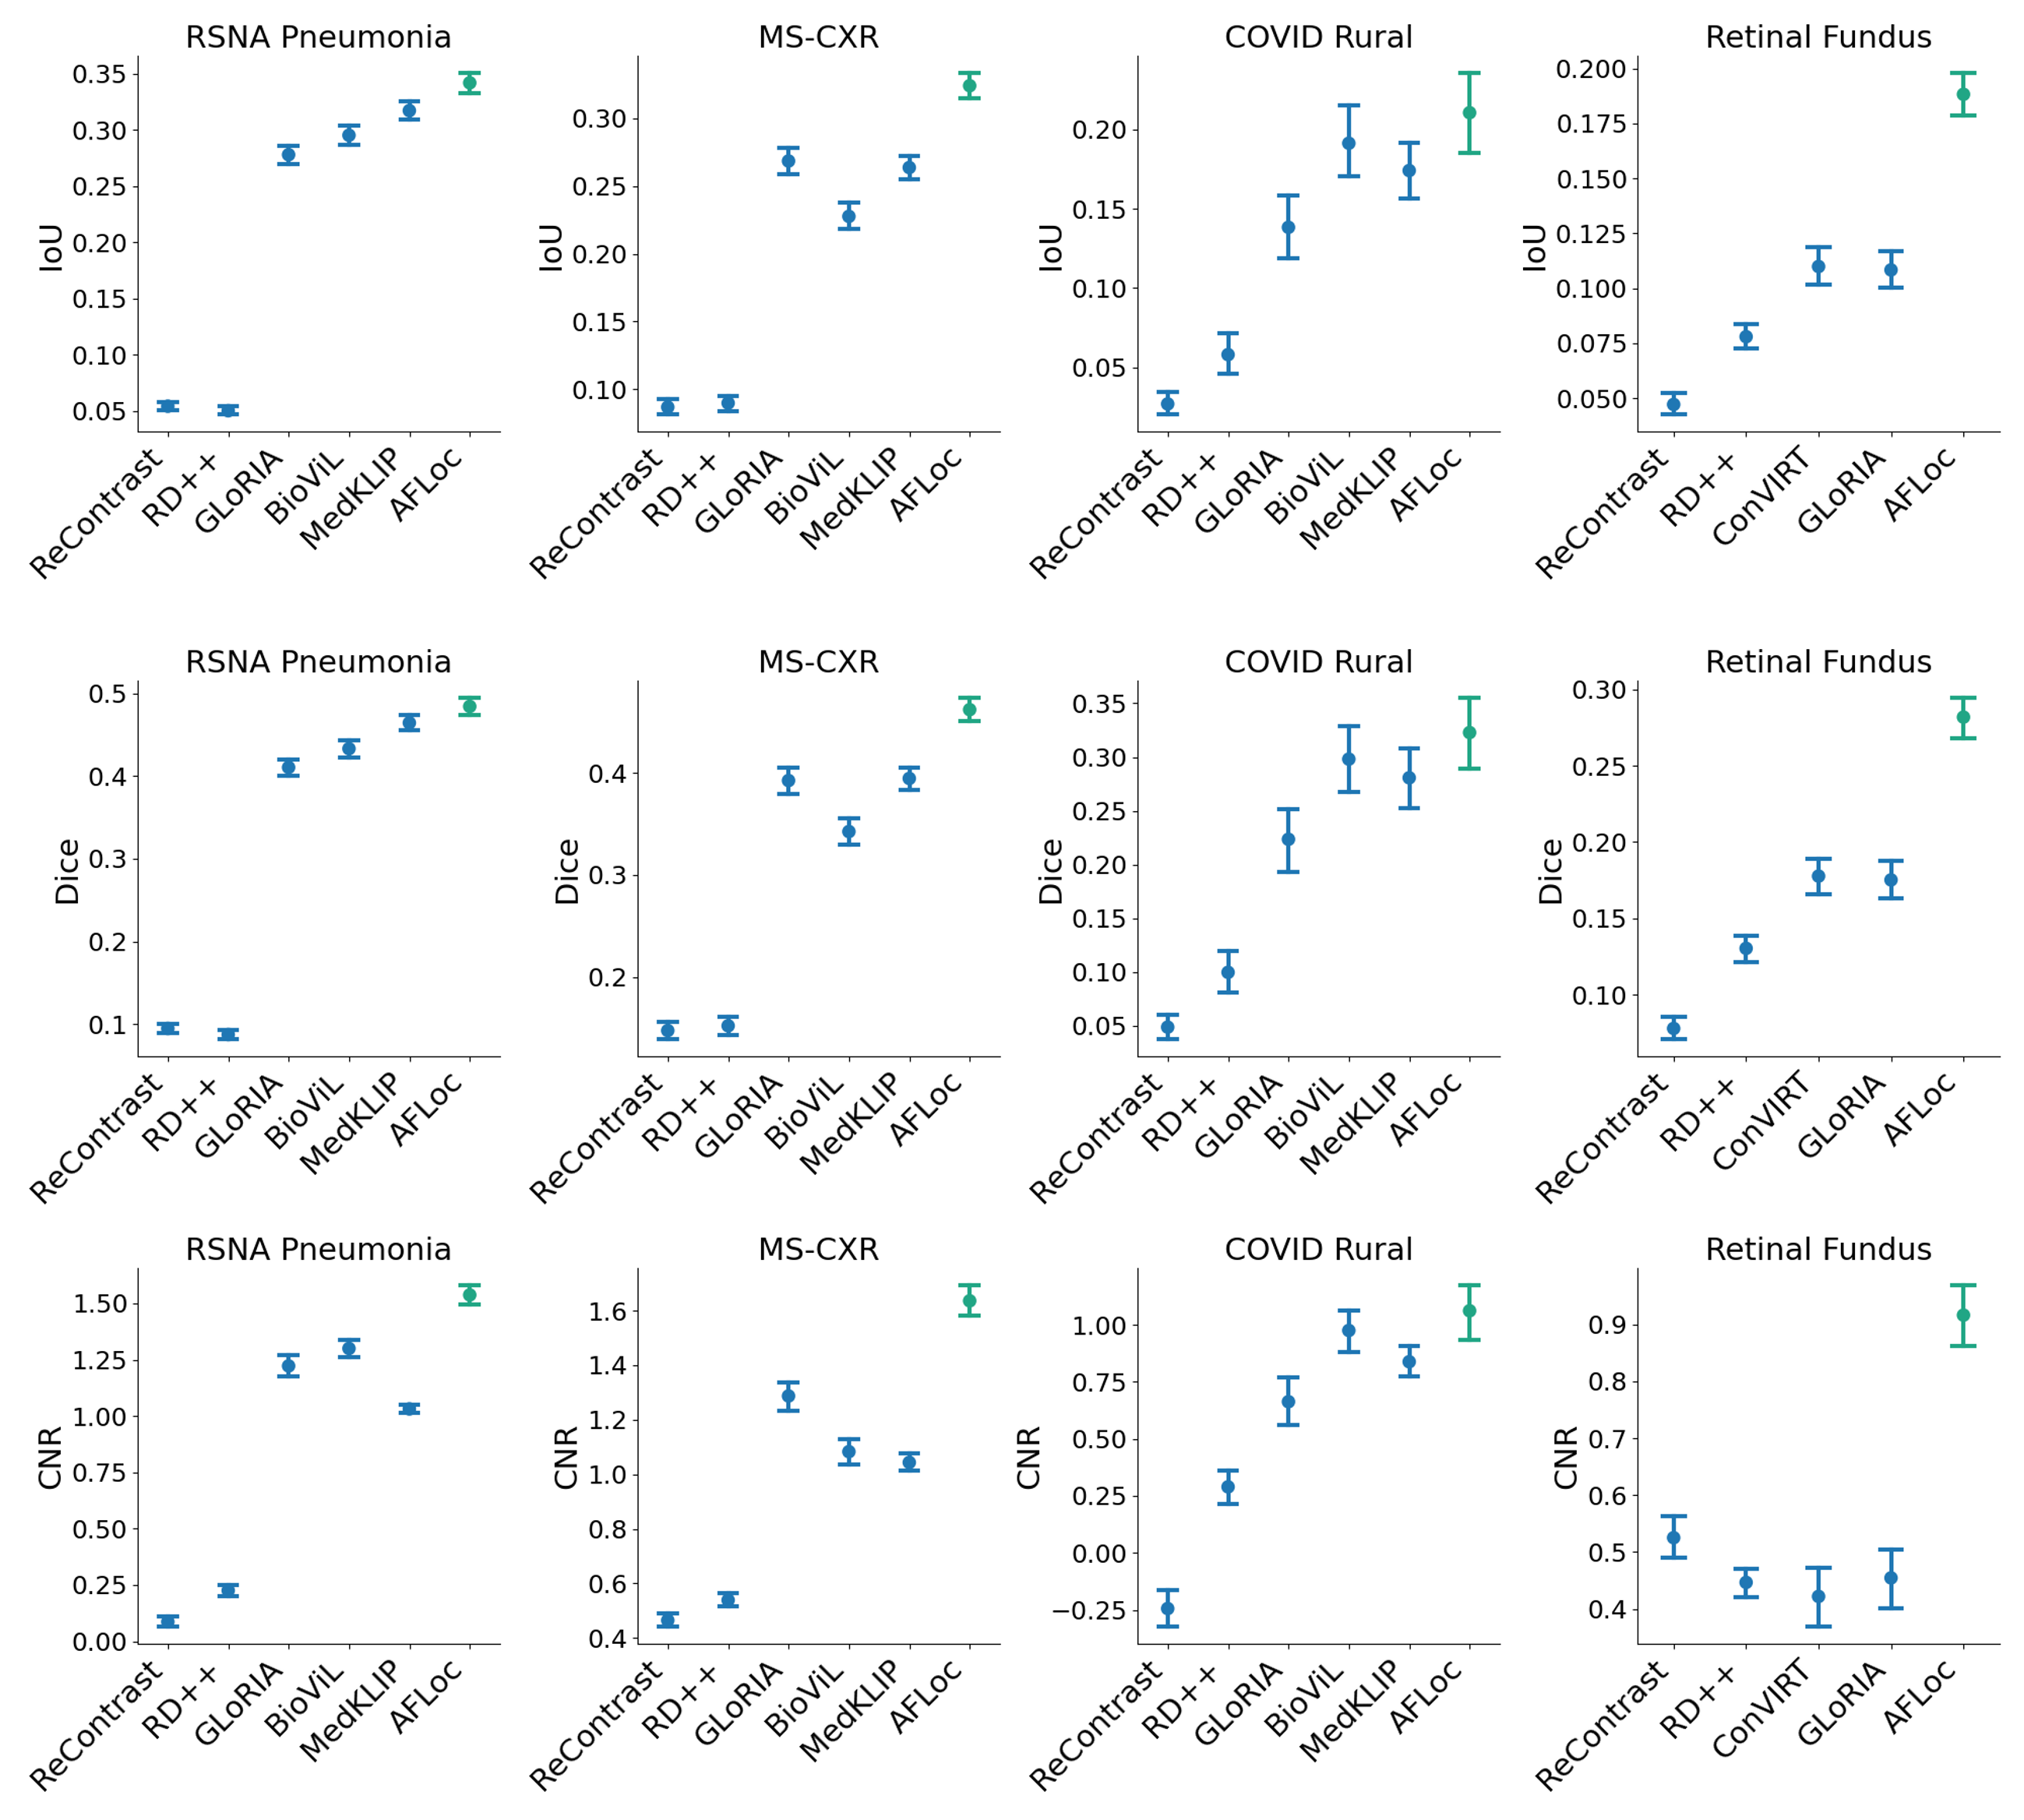 RSNA Pneumonia
IoU
0.35
0.30
0.25
0.20
0.15
0.10
0.05
ReContrast
RD++
GLoRIA
BioViL
MedKLIP
AFLoc
MS-CXR
IoU
0.30
0.25
0.20
0.15
0.10
ReContrast
RD++
GLoRIA
BioViL
MedKLIP
AFLoc
COVID Rural
IoU
0.20
0.15
0.10
0.05
ReContrast
RD++
GLoRIA
BioViL
MedKLIP
AFLoc
Retinal Fundus
IoU
0.200
0.175
0.150
0.125
0.100
0.075
0.050
ReContrast
RD++
ConVIRT
GLoRIA
AFLoc
RSNA Pneumonia
Dice
0.5
0.4
0.3
0.2
0.1
ReContrast
RD++
GLoRIA
BioViL
MedKLIP
AFLoc
MS-CXR
Dice
0.4
0.3
0.2
ReContrast
RD++
GLoRIA
BioViL
MedKLIP
AFLoc
COVID Rural
Dice
0.35
0.30
0.25
0.20
0.15
0.10
0.05
ReContrast
RD++
GLoRIA
BioViL
MedKLIP
AFLoc
Retinal Fundus
Dice
0.30
0.25
0.20
0.15
0.10
ReContrast
RD++
ConVIRT
GLoRIA
AFLoc
RSNA Pneumonia
CNR
1.50
1.25
1.00
0.75
0.50
0.25
0.00
ReContrast
RD++
GLoRIA
BioViL
MedKLIP
AFLoc
MS-CXR
CNR
1.6
1.4
1.2
1.0
0.8
0.6
0.4
ReContrast
RD++
GLoRIA
BioViL
MedKLIP
AFLoc
COVID Rural
CNR
1.00
0.75
0.50
0.25
0.00
−0.25
ReContrast
RD++
GLoRIA
BioViL
MedKLIP
AFLoc
Retinal Fundus
CNR
0.9
0.8
0.7
0.6
0.5
0.4
ReContrast
RD++
ConVIRT
GLoRIA
AFLoc